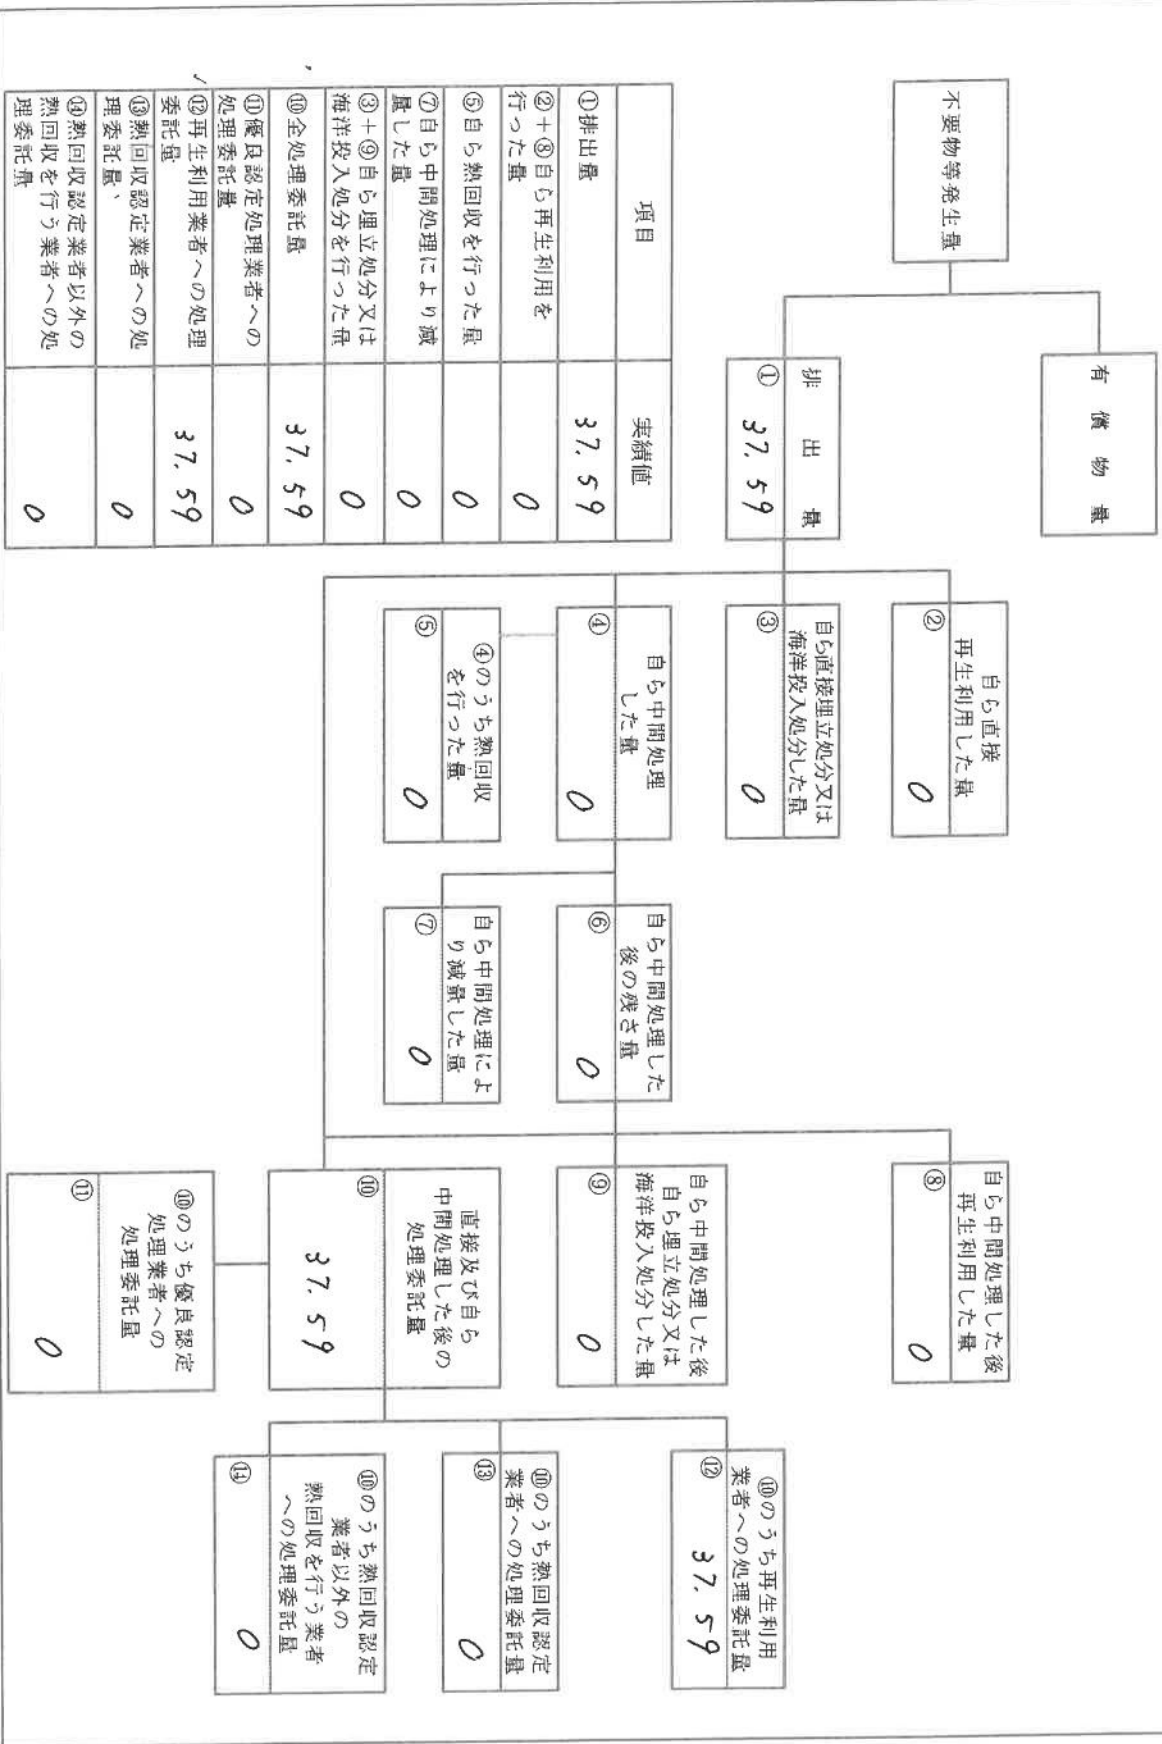 有償物量
不要物等発生量
排出量
① 37.59
自ら直接
再生利用した量
② 0
自ら直接埋立処分又は
海洋投入処分した量
③ 0
自ら中間処理
した量
④ 0
④のうち熱回収
を行った量
⑤ 0
自ら中間処理した
後の残さ量
⑥ 0
自ら中間処理によ
り減量した量
⑦ 0
自ら中間処理した後
再生利用した量
⑧ 0
自ら中間処理した後
自ら埋立処分又は
海洋投入処分した量
⑨ 0
直接及び自ら
中間処理した後の
処理委託量
⑩ 37.59
⑩のうち優良認定
処理業者への
処理委託量
⑪ 0
⑩のうち再生利用
業者への処理委託量
⑫ 37.59
⑩のうち熱回収認定
業者への処理委託量
⑬ 0
⑩のうち熱回収認定
業者以外の
熱回収を行う業者
への処理委託量
⑭ 0
項目 実績値
①排出量 37.59
②+⑧自ら再生利用を
行った量 0
⑤自ら熱回収を行った量 0
⑦自ら中間処理により減
量した量 0
③+⑨自ら埋立処分又は
海洋投入処分を行った量 0
⑩全処理委託量 37.59
⑪優良認定処理業者への
処理委託量 0
⑫再生利用業者への処理
委託量 37.59
⑬熱回収認定業者への処
理委託量 0
⑭熱回収認定業者以外の
熱回収を行う業者への処
理委託量 0